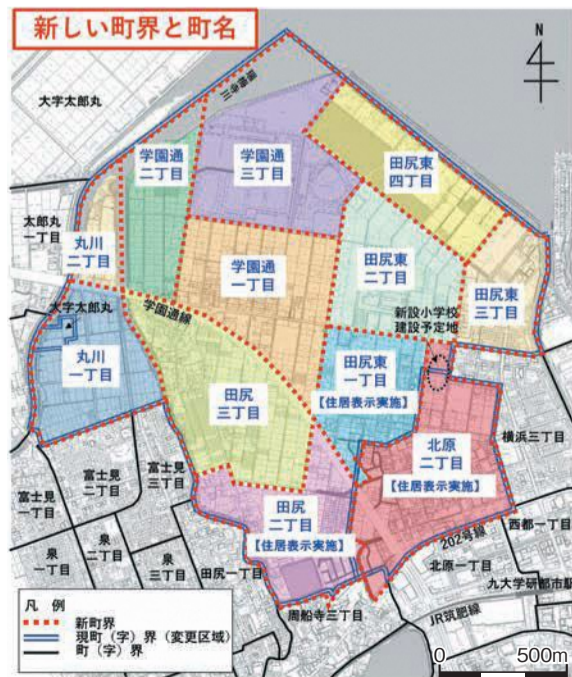 新しい町界と町名
N
大字太郎丸
瑞梅寺川
学園通
二丁目
学園通
三丁目
田尻東
四丁目
太郎丸
一丁目
丸川
二丁目
学園通
一丁目
田尻東
二丁目
田尻東
三丁目
新設小学校
建設予定地
大字太郎丸
学園通線
丸川
一丁目
田尻
三丁目
田尻東
一丁目
【住居表示実施】
北原
二丁目
【住居表示実施】
横浜三丁目
富士見
一丁目
富士見
二丁目
富士見
三丁目
田尻
二丁目
【住居表示実施】
202号線
西都一丁目
泉
一丁目
泉
二丁目
泉
三丁目
田尻一丁目
北原一丁目
九大学研都市駅
周船寺三丁目
JR筑肥線
凡 例
新町界
現町（字）界（変更区域）
町（字）界
0 500m